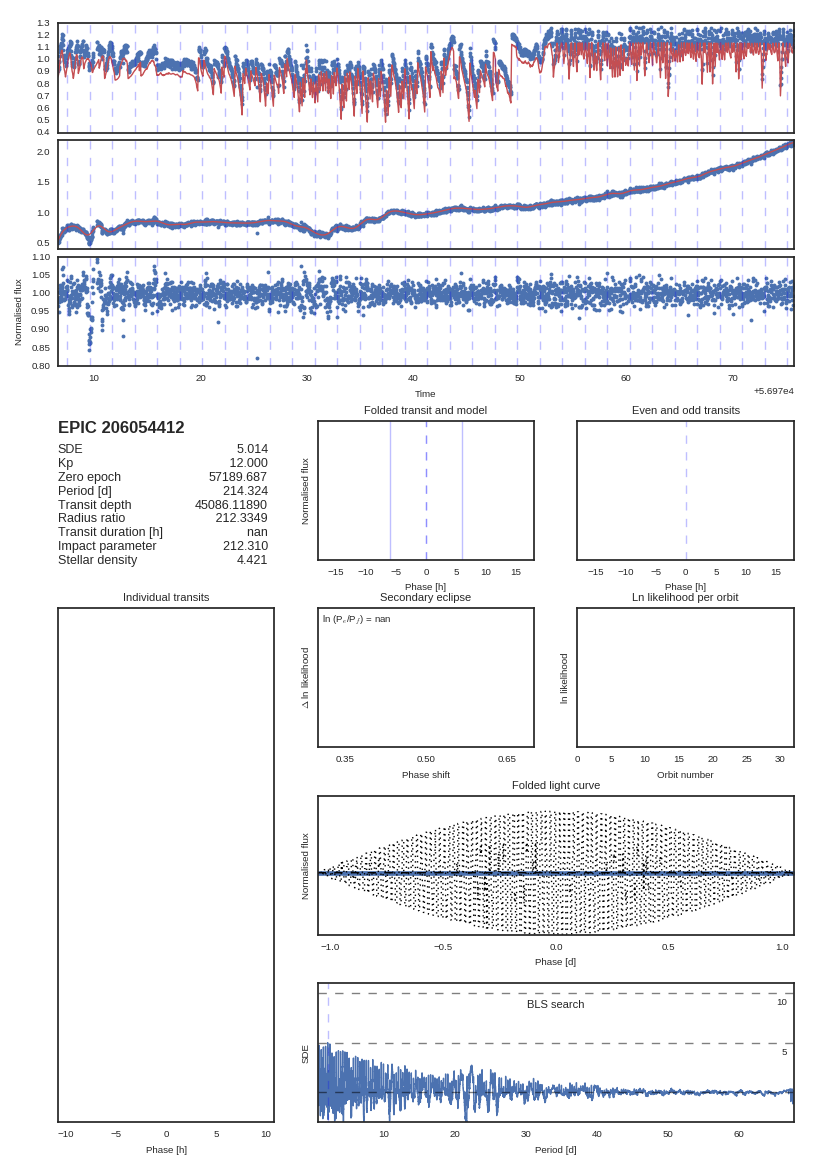 1.3
1.2
1.1
1.0
0.9
0.8
0.7
0.6
0.5
0.4
2.0
1.5
1.0
0.5
1.10
1.05
1.00
0.95
0.90
0.85
0.80
Normalised flux
10 20 30 40 50 60 70
Time
+5.697e4
EPIC 206054412
SDE 5.014
Kp 12.000
Zero epoch 57189.687
Period [d] 214.324
Transit depth 45086.11890
Radius ratio 212.3349
Transit duration [h] nan
Impact parameter 212.310
Stellar density 4.421
Folded transit and model
Normalised flux
−15 −10 −5 0 5 10 15
Phase [h]
Even and odd transits
−15 −10 −5 0 5 10 15
Phase [h]
Individual transits
−10 −5 0 5 10
Phase [h]
Secondary eclipse
ln (Pₑ/P_f) = nan
Δ ln likelihood
0.35 0.50 0.65
Phase shift
Ln likelihood per orbit
ln likelihood
0 5 10 15 20 25 30
Orbit number
Folded light curve
Normalised flux
−1.0 −0.5 0.0 0.5 1.0
Phase [d]
BLS search
10
5
SDE
10 20 30 40 50 60
Period [d]